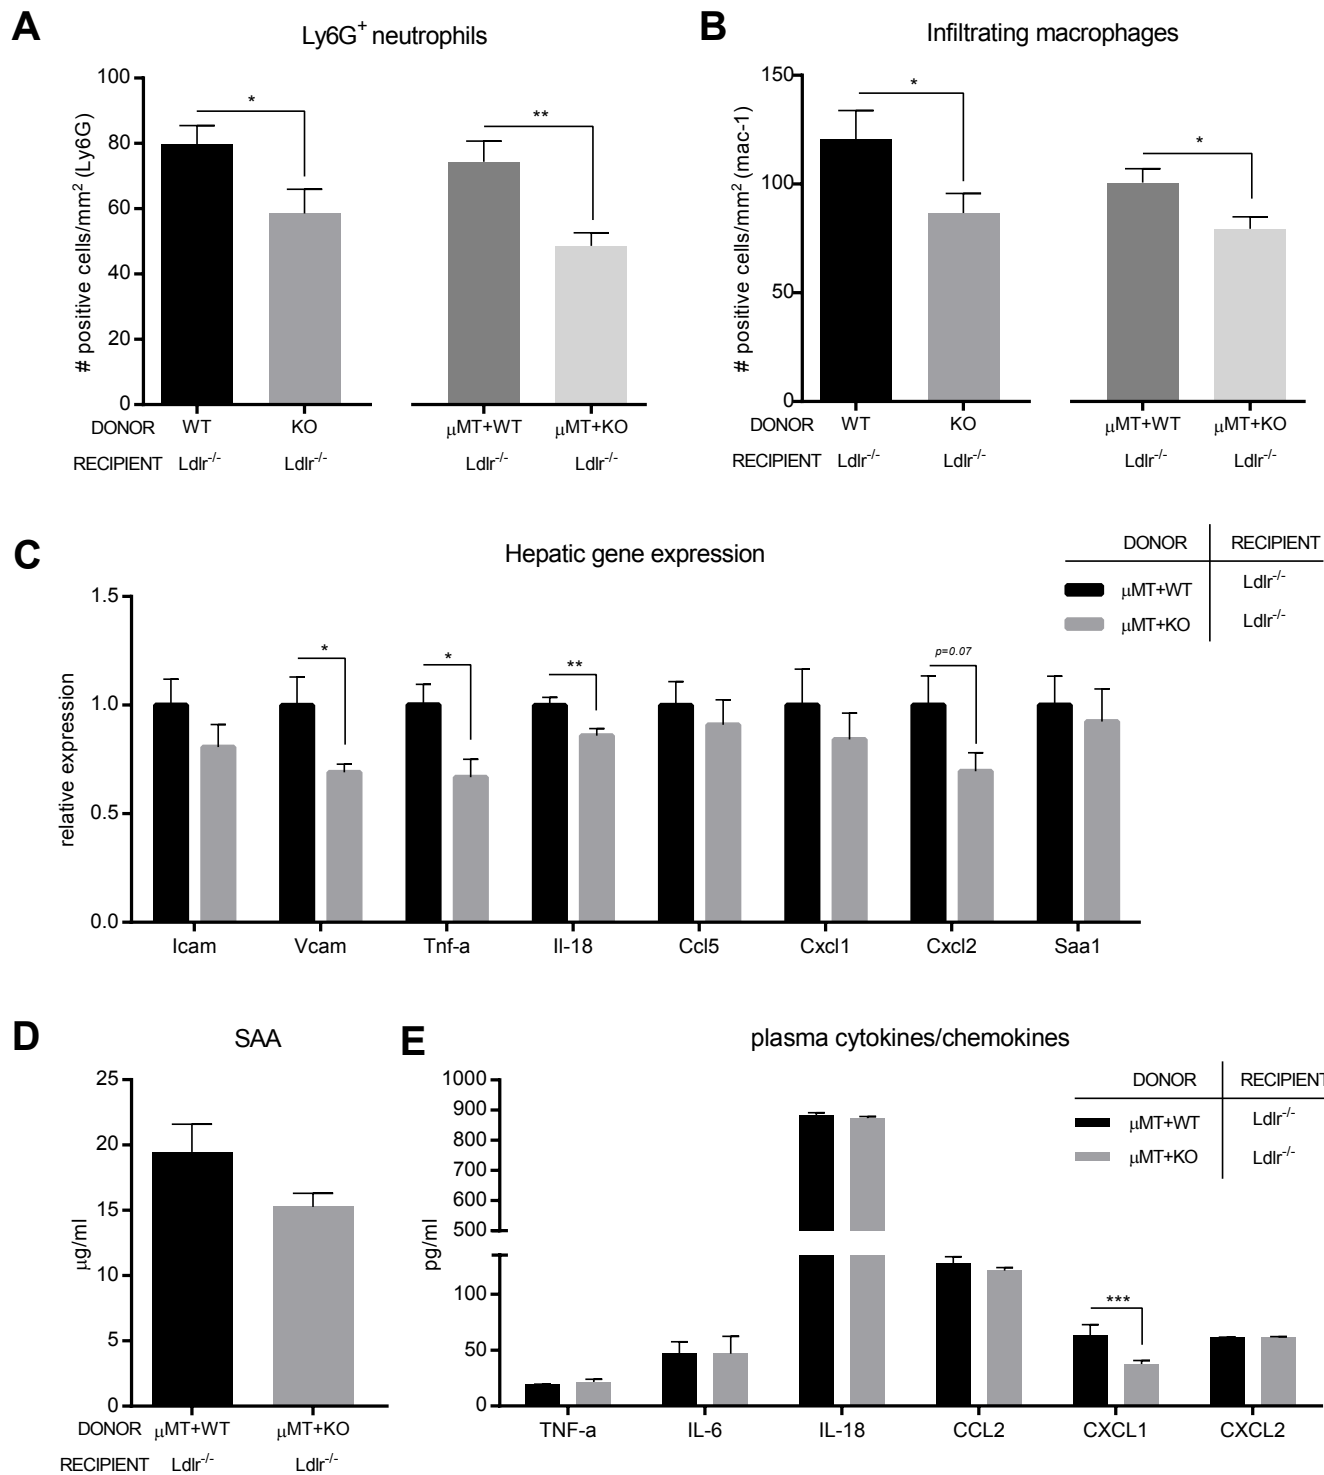 A
Ly6G+ neutrophils
# positive cells/mm2 (Ly6G)
100
80
60
40
20
0
*
**
DONOR WT KO µMT+WT µMT+KO
RECIPIENT Ldlr-/- Ldlr-/- Ldlr-/- Ldlr-/-
B
Infiltrating macrophages
# positive cells/mm2 (mac-1)
150
100
50
0
*
*
DONOR WT KO µMT+WT µMT+KO
RECIPIENT Ldlr-/- Ldlr-/- Ldlr-/- Ldlr-/-
C
Hepatic gene expression
DONOR RECIPIENT
µMT+WT Ldlr-/-
µMT+KO Ldlr-/-
relative expression
1.5
1.0
0.5
0.0
*
*
**
p=0.07
Icam Vcam Tnf-a Il-18 Ccl5 Cxcl1 Cxcl2 Saa1
D
SAA
µg/ml
25
20
15
10
5
0
DONOR µMT+WT µMT+KO
RECIPIENT Ldlr-/- Ldlr-/-
E
plasma cytokines/chemokines
DONOR RECIPIENT
µMT+WT Ldlr-/-
µMT+KO Ldlr-/-
pg/ml
1000
900
800
700
600
500
100
50
0
***
TNF-a IL-6 IL-18 CCL2 CXCL1 CXCL2